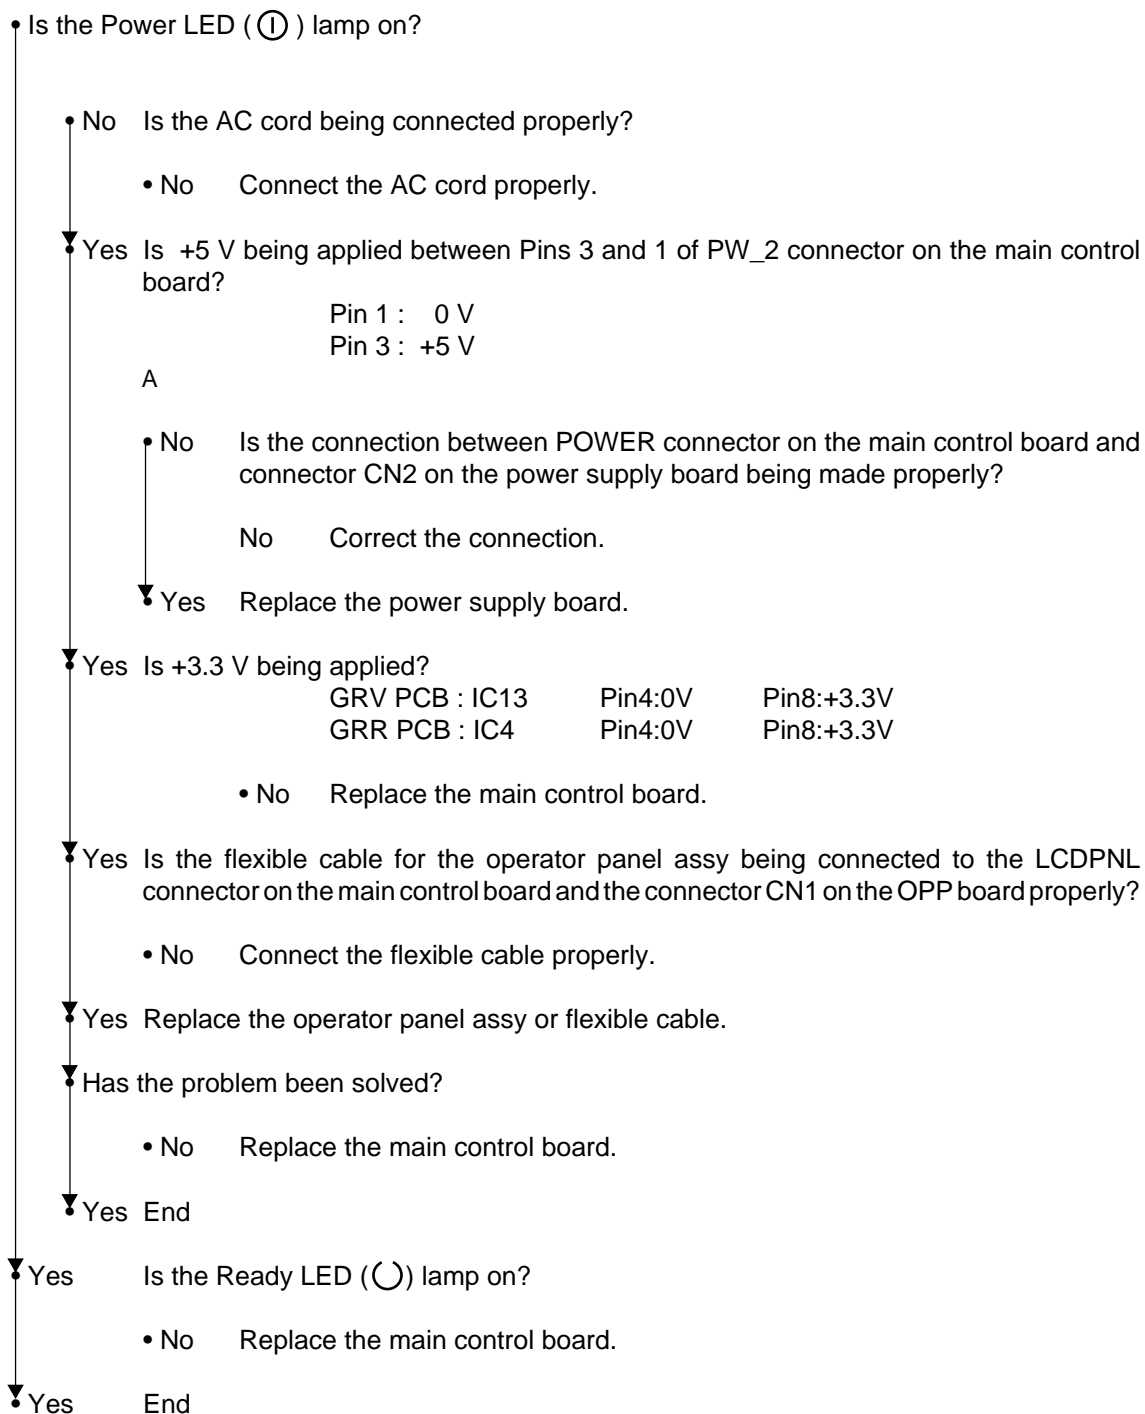 • Is the Power LED ( ) lamp on?
• No Is the AC cord being connected properly?
• No Connect the AC cord properly.
• Yes Is +5 V being applied between Pins 3 and 1 of PW_2 connector on the main control
board?
Pin 1 : 0 V
Pin 3 : +5 V
A
• No Is the connection between POWER connector on the main control board and
connector CN2 on the power supply board being made properly?
No Correct the connection.
• Yes Replace the power supply board.
• Yes Is +3.3 V being applied?
GRV PCB : IC13 Pin4:0V Pin8:+3.3V
GRR PCB : IC4 Pin4:0V Pin8:+3.3V
• No Replace the main control board.
• Yes Is the flexible cable for the operator panel assy being connected to the LCDPNL
connector on the main control board and the connector CN1 on the OPP board properly?
• No Connect the flexible cable properly.
• Yes Replace the operator panel assy or flexible cable.
• Has the problem been solved?
• No Replace the main control board.
• Yes End
• Yes Is the Ready LED ( ) lamp on?
• No Replace the main control board.
• Yes End